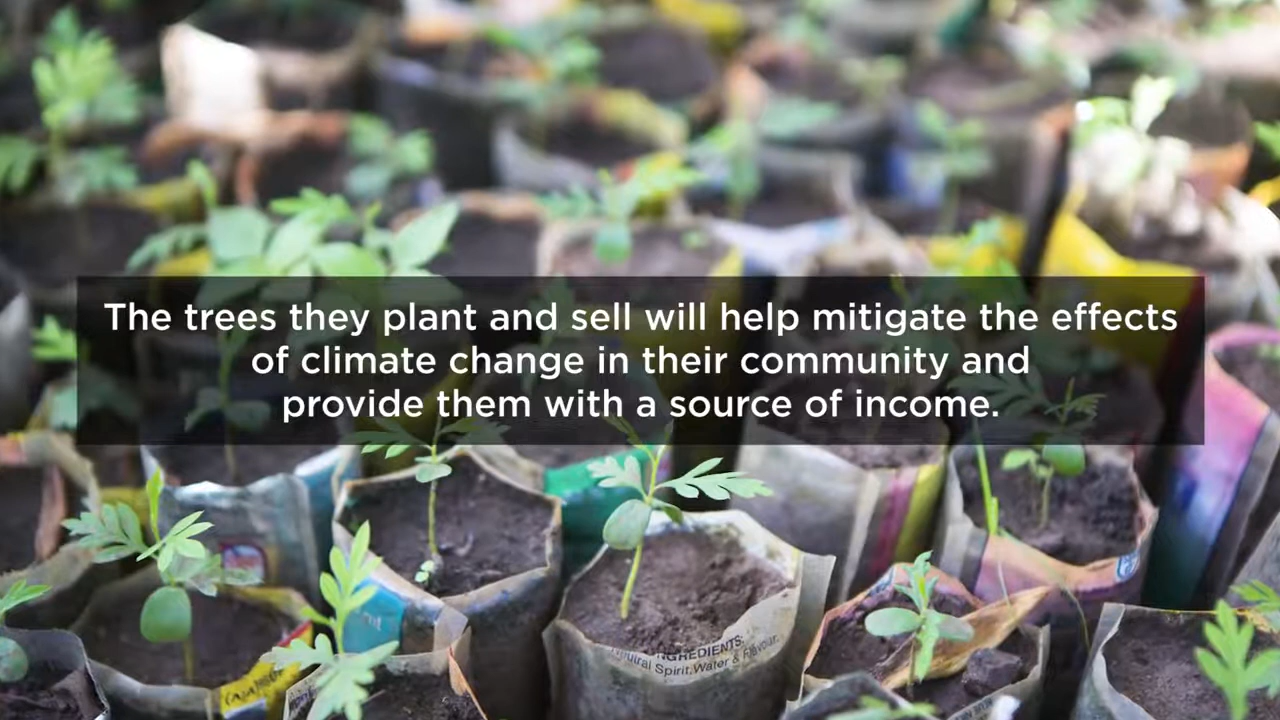 The trees they plant and sell will help mitigate the effects
of climate change in their community and
provide them with a source of income.
INGREDIENTS:
Neutral Spirit,Water & Flavour.